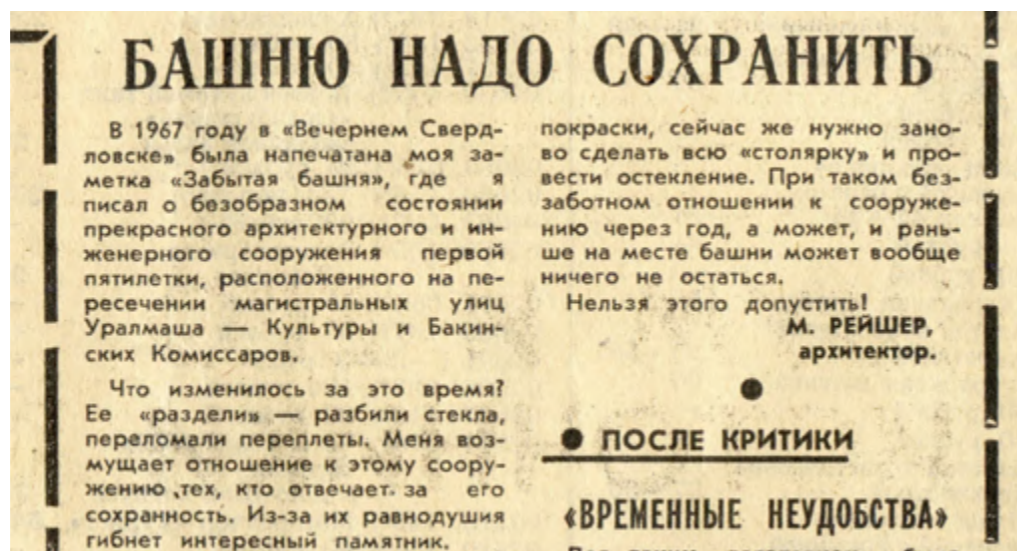 БАШНЮ НАДО СОХРАНИТЬ
В 1967 году в «Вечернем Сверд-
ловске» была напечатана моя за-
метка «Забытая башня», где я
писал о безобразном состоянии
прекрасного архитектурного и ин-
женерного сооружения первой
пятилетки, расположенного на пе-
ресечении магистральных улиц
Уралмаша — Культуры и Бакин-
ских Комиссаров.
Что изменилось за это время?
Ее «раздели» — разбили стекла,
переломали переплеты. Меня воз-
мущает отношение к этому соору-
жению тех, кто отвечает за его
сохранность. Из-за их равнодушия
гибнет интересный памятник.
покраски, сейчас же нужно зано-
во сделать всю «столярку» и про-
вести остекление. При таком без-
заботном отношении к сооруже-
нию через год, а может, и рань-
ше на месте башни может вообще
ничего не остаться.
Нельзя этого допустить!
М. РЕЙШЕР,
архитектор.
● ПОСЛЕ КРИТИКИ
«ВРЕМЕННЫЕ НЕУДОБСТВА»